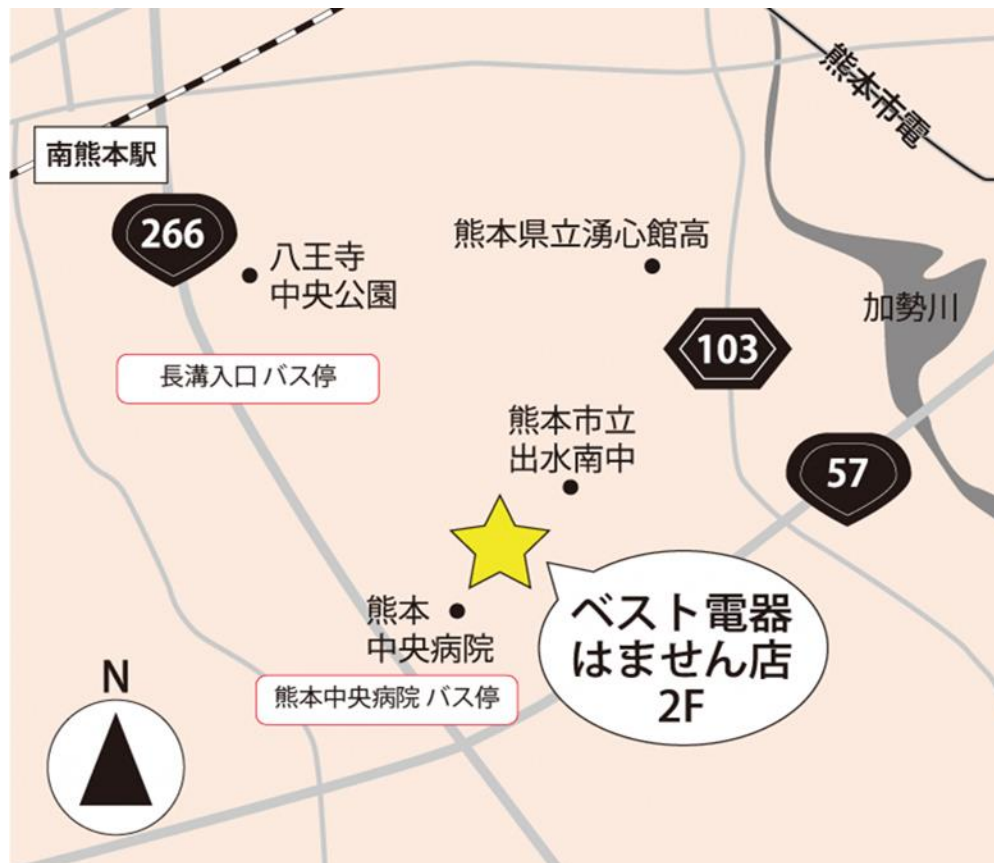 熊本市電
南熊本駅
266
八王寺
中央公園
熊本県立湧心館高
加勢川
103
長溝入口 バス停
熊本市立
出水南中
57
ベスト電器
はません店
2F
熊本
中央病院
熊本中央病院 バス停
N